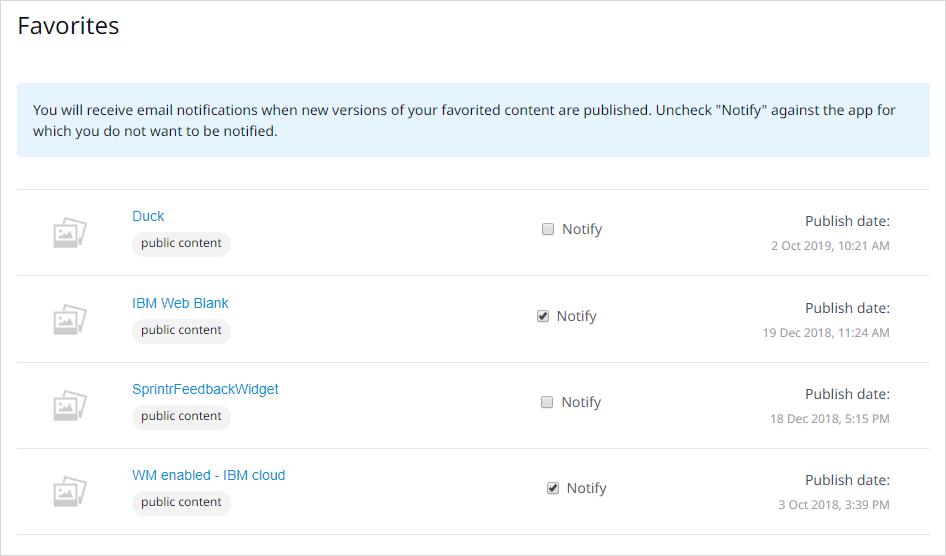 Favorites
You will receive email notifications when new versions of your favorited content are published. Uncheck "Notify" against the app for
which you do not want to be notified.
Duck
public content
Notify
Publish date:
2 Oct 2019, 10:21 AM
IBM Web Blank
public content
Notify
Publish date:
19 Dec 2018, 11:24 AM
SprintrFeedbackWidget
public content
Notify
Publish date:
18 Dec 2018, 5:15 PM
WM enabled - IBM cloud
public content
Notify
Publish date:
3 Oct 2018, 3:39 PM